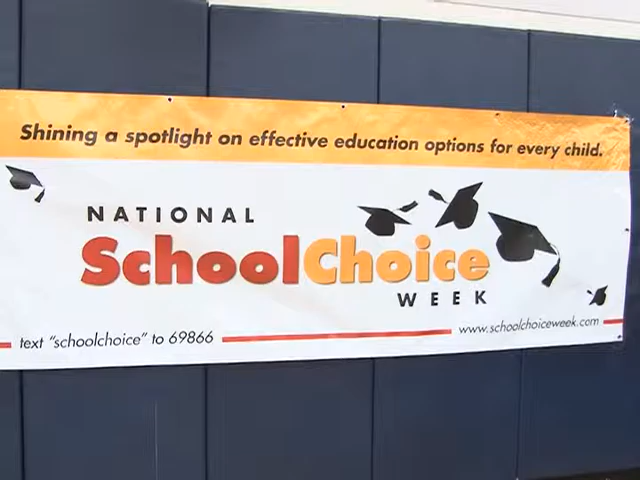 Shining a spotlight on effective education options for every child.
NATIONAL
SchoolChoice
WEEK
text "schoolchoice" to 69866
www.schoolchoiceweek.com